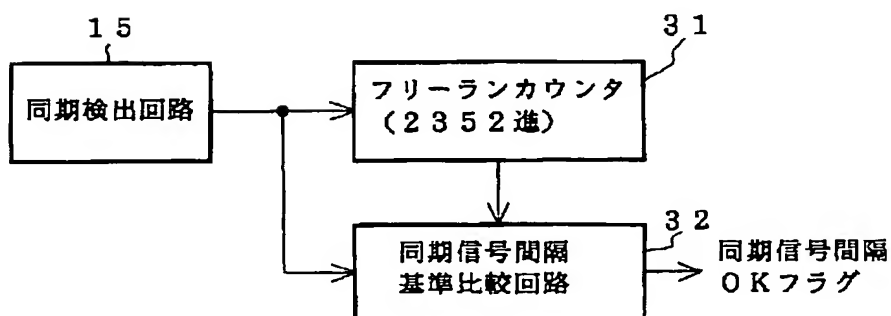 １５
同期検出回路
３１
フリーランカウンタ
（２３５２進）
３２
同期信号間隔
基準比較回路
同期信号間隔
ＯＫフラグ